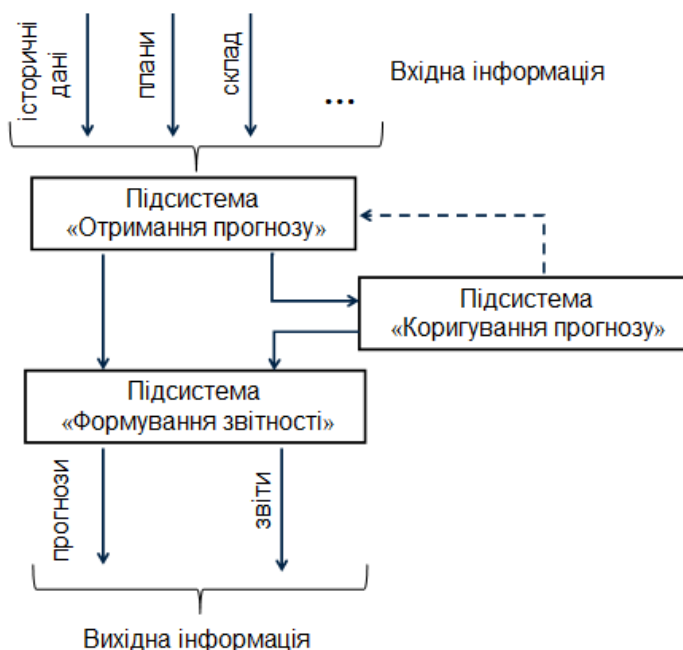 історичні
дані
плани
склад
...
Вхідна інформація
Підсистема
«Отримання прогнозу»
Підсистема
«Коригування прогнозу»
Підсистема
«Формування звітності»
прогнози
звіти
Вихідна інформація